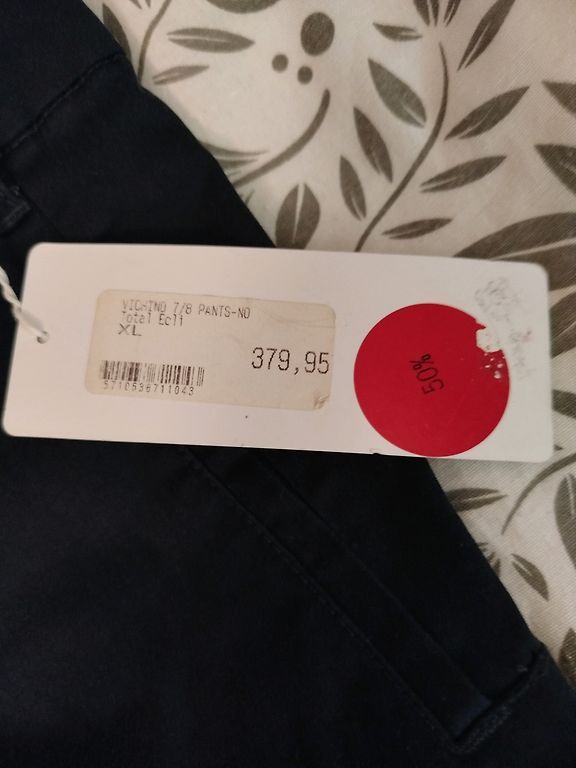 VICHINO 7/8 PANTS-NO
Total Ecli
XL
379,95
5710536711043
50%